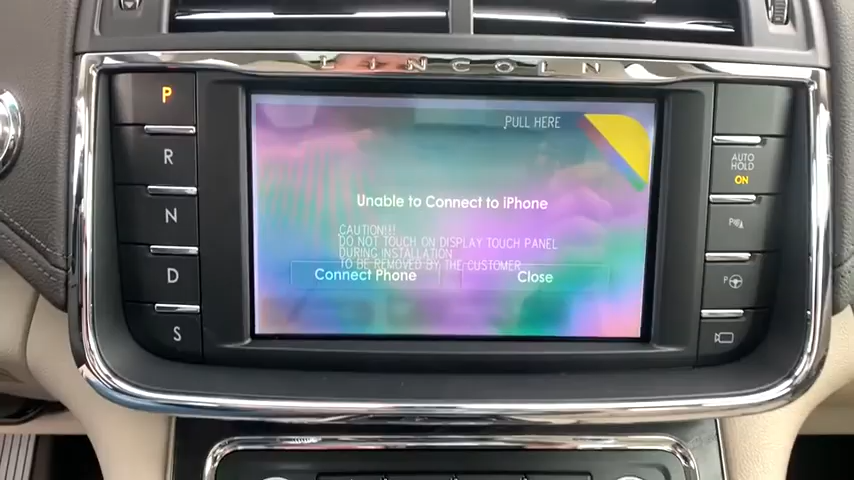 LINCOLN
P
R
N
D
S
PULL HERE
Unable to Connect to iPhone
CAUTION!!!
DO NOT TOUCH ON DISPLAY TOUCH PANEL
DURING INSTALLATION
TO BE REMOVED BY THE CUSTOMER
Connect Phone
Close
AUTO
HOLD
ON
P
P